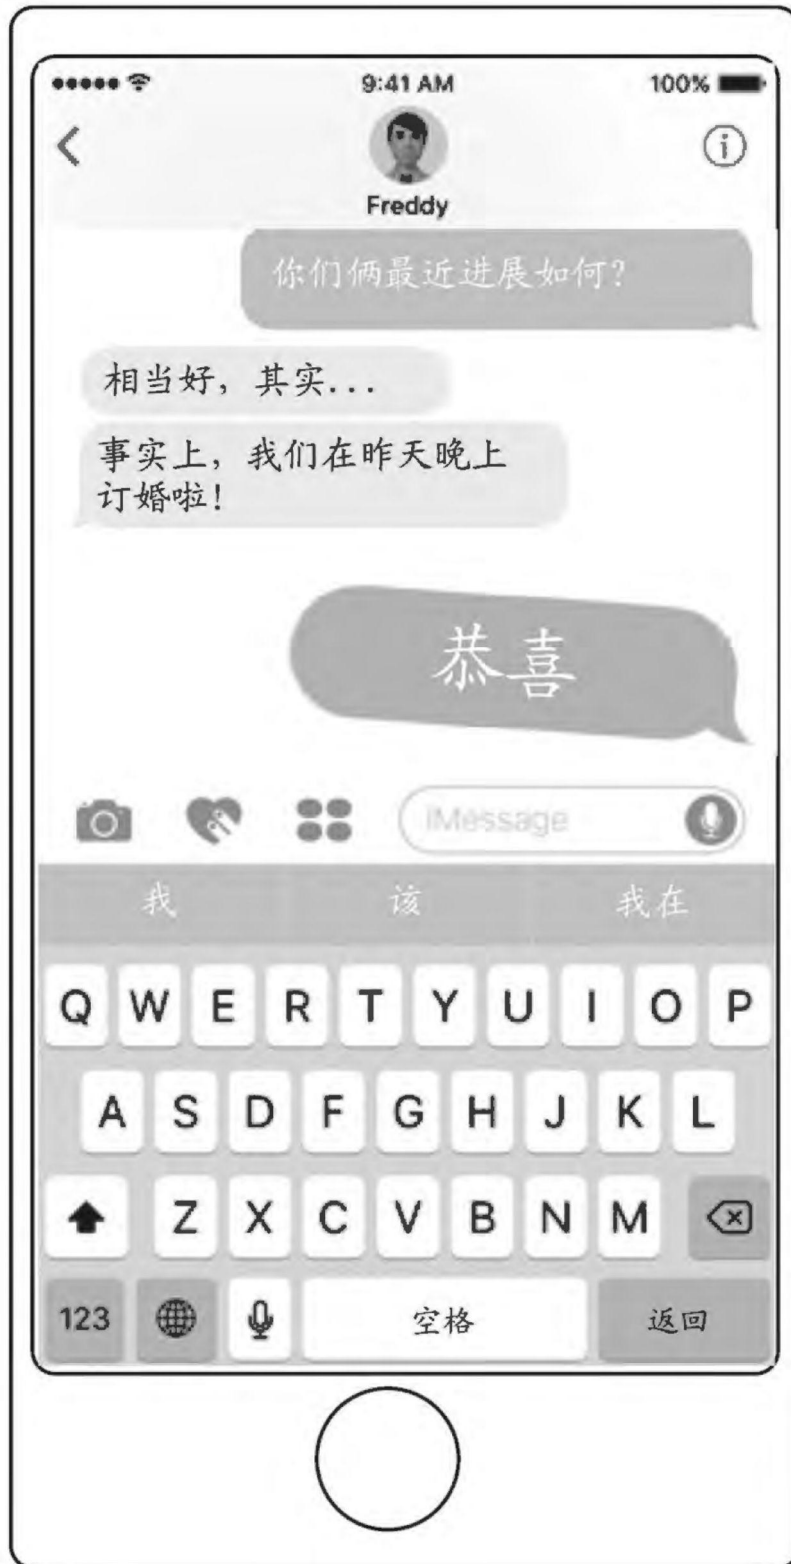 9:41 AM
100%
Freddy
你们俩最近进展如何?
相当好，其实...
事实上，我们在昨天晚上
订婚啦!
恭喜
iMessage
我 该 我在
Q W E R T Y U I O P
A S D F G H J K L
Z X C V B N M
123 空格 返回